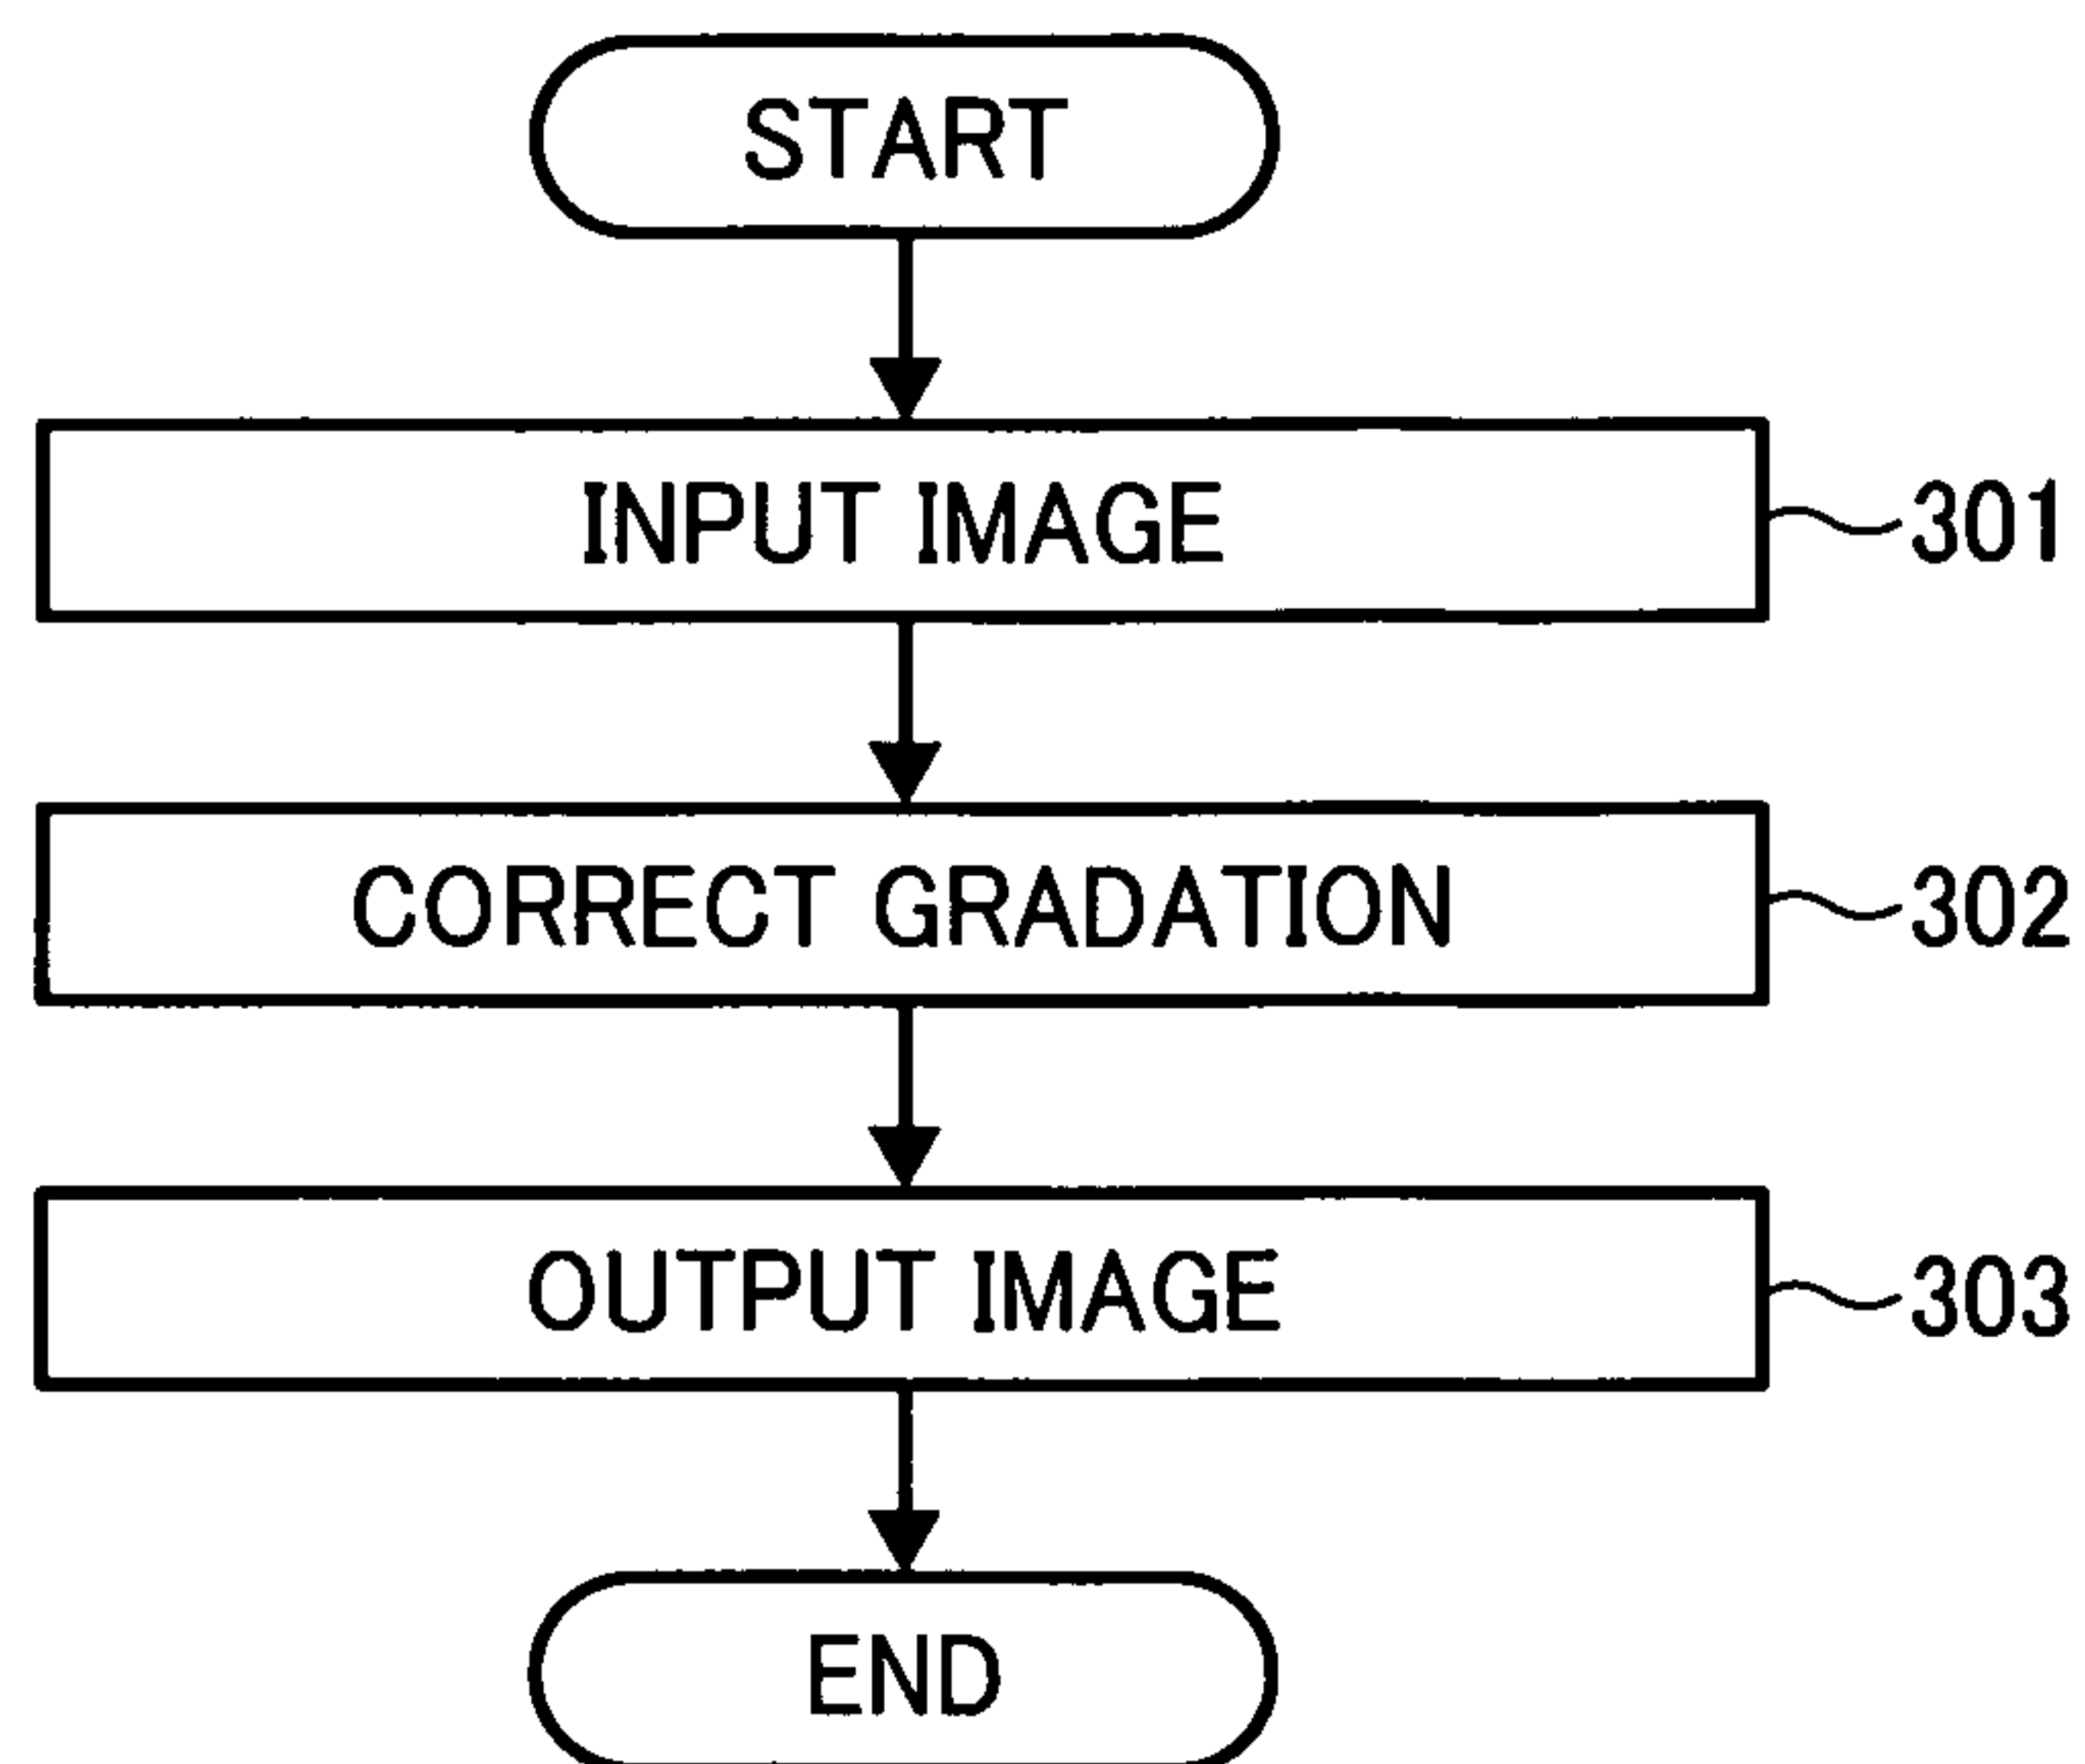 START
INPUT IMAGE
301
CORRECT GRADATION
302
OUTPUT IMAGE
303
END